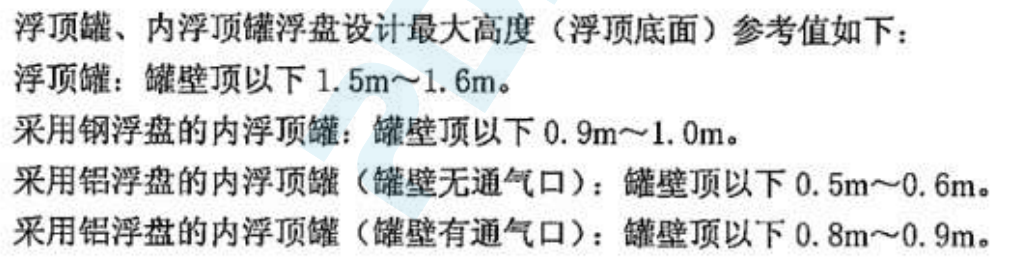 浮顶罐、内浮顶罐浮盘设计最大高度（浮顶底面）参考值如下：
浮顶罐：罐壁顶以下1.5m～1.6m。
采用钢浮盘的内浮顶罐：罐壁顶以下0.9m～1.0m。
采用铝浮盘的内浮顶罐（罐壁无通气口）：罐壁顶以下0.5m～0.6m。
采用铝浮盘的内浮顶罐（罐壁有通气口）：罐壁顶以下0.8m～0.9m。